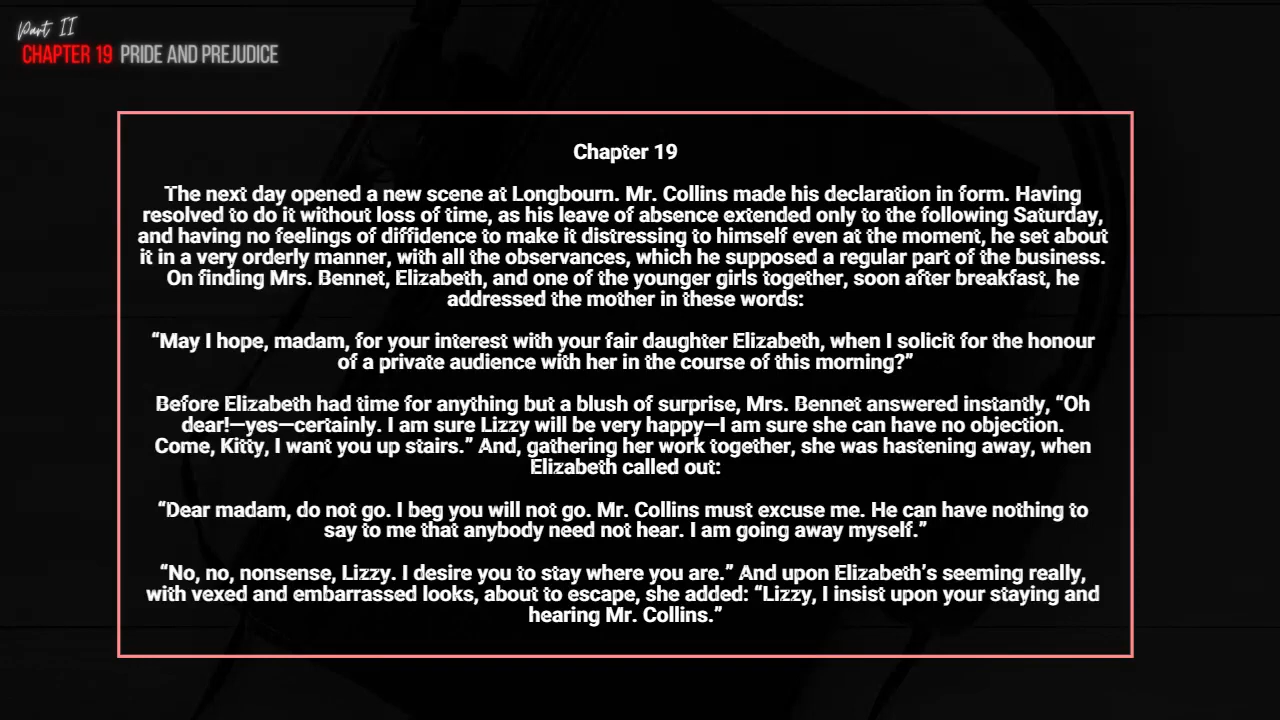 Part II
CHAPTER 19 PRIDE AND PREJUDICE
Chapter 19
The next day opened a new scene at Longbourn. Mr. Collins made his declaration in form. Having
resolved to do it without loss of time, as his leave of absence extended only to the following Saturday,
and having no feelings of diffidence to make it distressing to himself even at the moment, he set about
it in a very orderly manner, with all the observances, which he supposed a regular part of the business.
On finding Mrs. Bennet, Elizabeth, and one of the younger girls together, soon after breakfast, he
addressed the mother in these words:
“May I hope, madam, for your interest with your fair daughter Elizabeth, when I solicit for the honour
of a private audience with her in the course of this morning?”
Before Elizabeth had time for anything but a blush of surprise, Mrs. Bennet answered instantly, “Oh
dear!—yes—certainly. I am sure Lizzy will be very happy—I am sure she can have no objection.
Come, Kitty, I want you up stairs.” And, gathering her work together, she was hastening away, when
Elizabeth called out:
“Dear madam, do not go. I beg you will not go. Mr. Collins must excuse me. He can have nothing to
say to me that anybody need not hear. I am going away myself.”
“No, no, nonsense, Lizzy. I desire you to stay where you are.” And upon Elizabeth’s seeming really,
with vexed and embarrassed looks, about to escape, she added: “Lizzy, I insist upon your staying and
hearing Mr. Collins.”